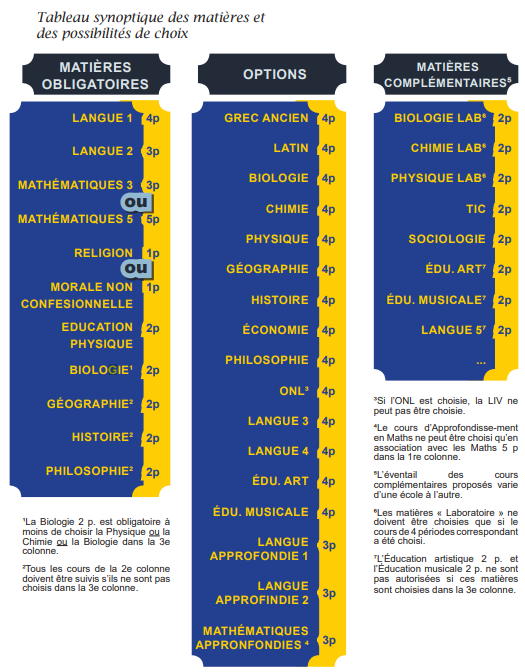 Tableau synoptique des matières et
des possibilités de choix
MATIÈRES
OBLIGATOIRES
LANGUE 1 4p
LANGUE 2 3p
MATHÉMATIQUES 3 3p
ou
MATHÉMATIQUES 5 5p
RELIGION 1p
ou
MORALE NON 1p
CONFESIONNELLE
EDUCATION 2p
PHYSIQUE
BIOLOGIE¹ 2p
GÉOGRAPHIE² 2p
HISTOIRE² 2p
PHILOSOPHIE² 2p
¹La Biologie 2 p. est obligatoire à
moins de choisir la Physique ou la
Chimie ou la Biologie dans la 3e
colonne.
²Tous les cours de la 2e colonne
doivent être suivis s’ils ne sont pas
choisis dans la 3e colonne.
OPTIONS
GREC ANCIEN 4p
LATIN 4p
BIOLOGIE 4p
CHIMIE 4p
PHYSIQUE 4p
GÉOGRAPHIE 4p
HISTOIRE 4p
ÉCONOMIE 4p
PHILOSOPHIE 4p
ONL³ 4p
LANGUE 3 4p
LANGUE 4 4p
ÉDU. ART 4p
ÉDU. MUSICALE 4p
LANGUE
APPROFONDIE 1 3p
LANGUE
APPROFINDIE 2 3p
MATHÉMATIQUES
APPRONFONDIES ⁴ 3p
MATIÈRES
COMPLÉMENTAIRES⁵
BIOLOGIE LAB⁶ 2p
CHIMIE LAB⁶ 2p
PHYSIQUE LAB⁶ 2p
TIC 2p
SOCIOLOGIE 2p
ÉDU. ART⁷ 2p
ÉDU. MUSICALE⁷ 2p
LANGUE 5⁷ 2p
...
³Si l’ONL est choisie, la LIV ne
peut pas être choisie.
⁴Le cours d’Approfondisse-ment
en Maths ne peut être choisi qu’en
association avec les Maths 5 p
dans la 1re colonne.
⁵L’éventail des cours
complémentaires proposés varie
d’une école à l’autre.
⁶Les matières « Laboratoire » ne
doivent être choisies que si le
cours de 4 périodes correspondant
a été choisi.
⁷L’Éducation artistique 2 p. et
l’Éducation musicale 2 p. ne sont
pas autorisées si ces matières
sont choisies dans la 3e colonne.